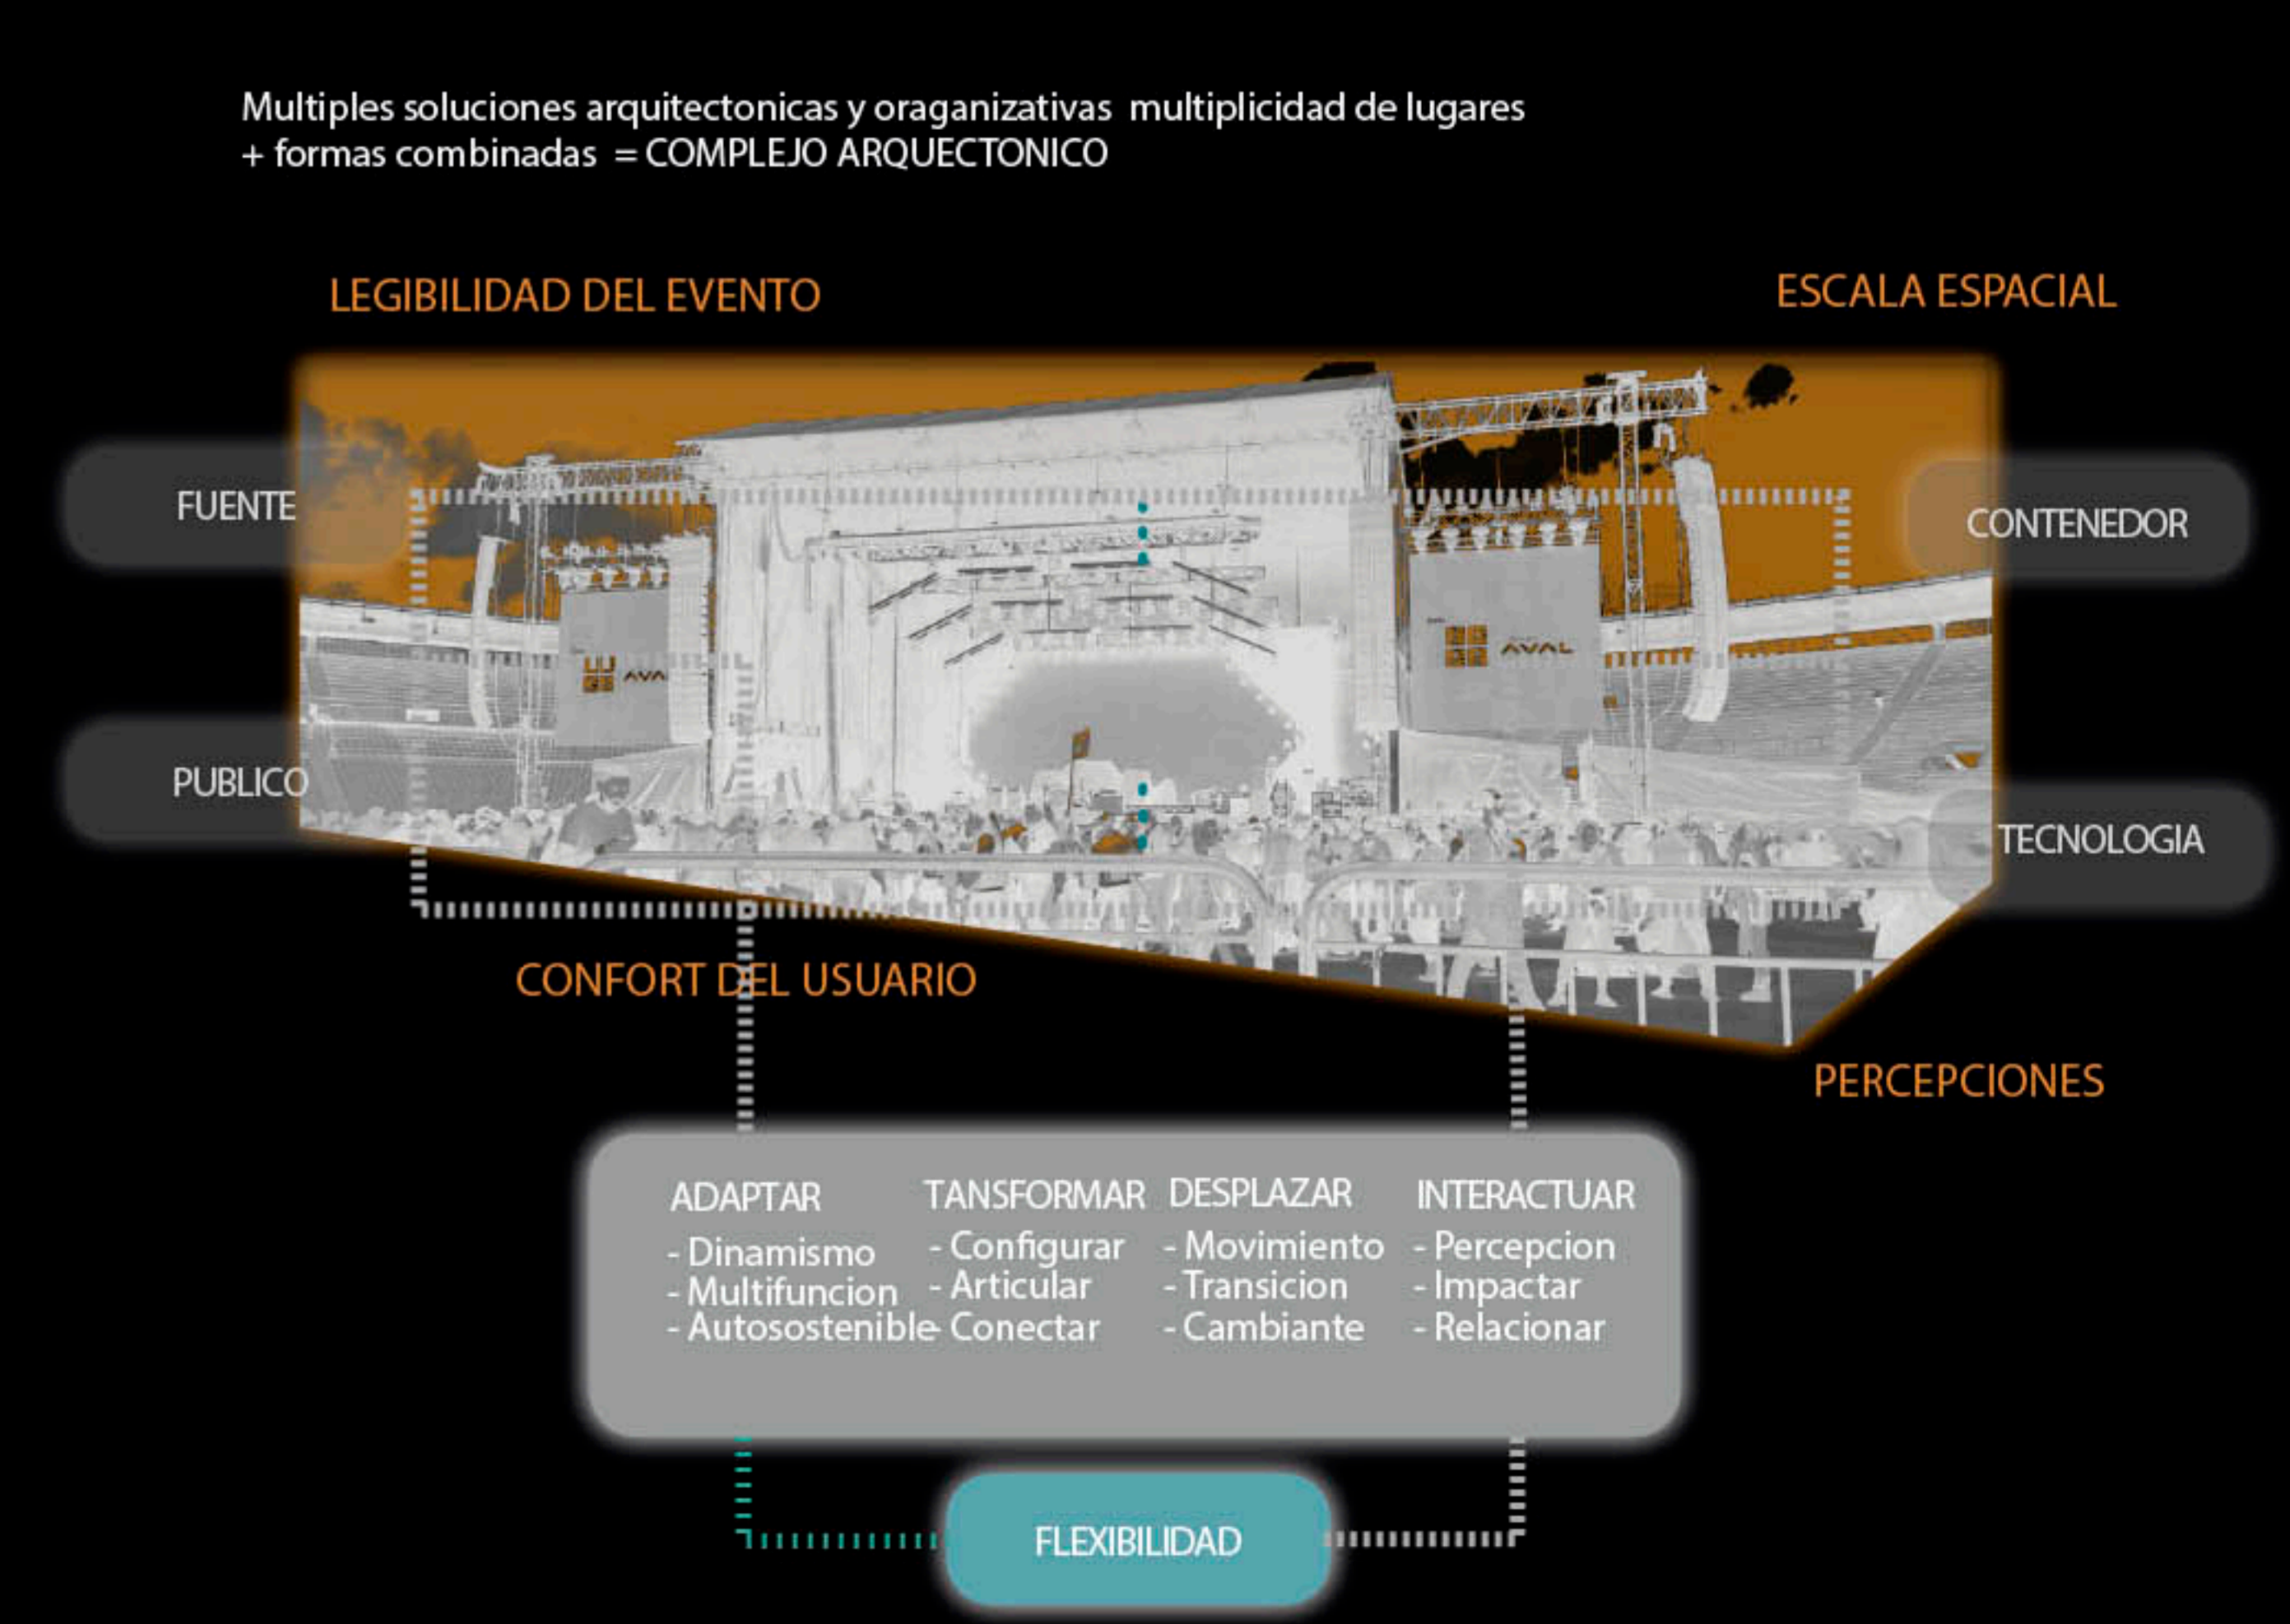 Multiples soluciones arquitectonicas y oraganizativas multiplicidad de lugares
+ formas combinadas = COMPLEJO ARQUECTONICO
LEGIBILIDAD DEL EVENTO
ESCALA ESPACIAL
FUENTE
CONTENEDOR
AVA
AVAL
PUBLICO
TECNOLOGIA
CONFORT DEL USUARIO
PERCEPCIONES
ADAPTAR
- Dinamismo
- Multifuncion
- Autosostenible
TANSFORMAR
- Configurar
- Articular
- Conectar
DESPLAZAR
- Movimiento
- Transicion
- Cambiante
INTERACTUAR
- Percepcion
- Impactar
- Relacionar
FLEXIBILIDAD